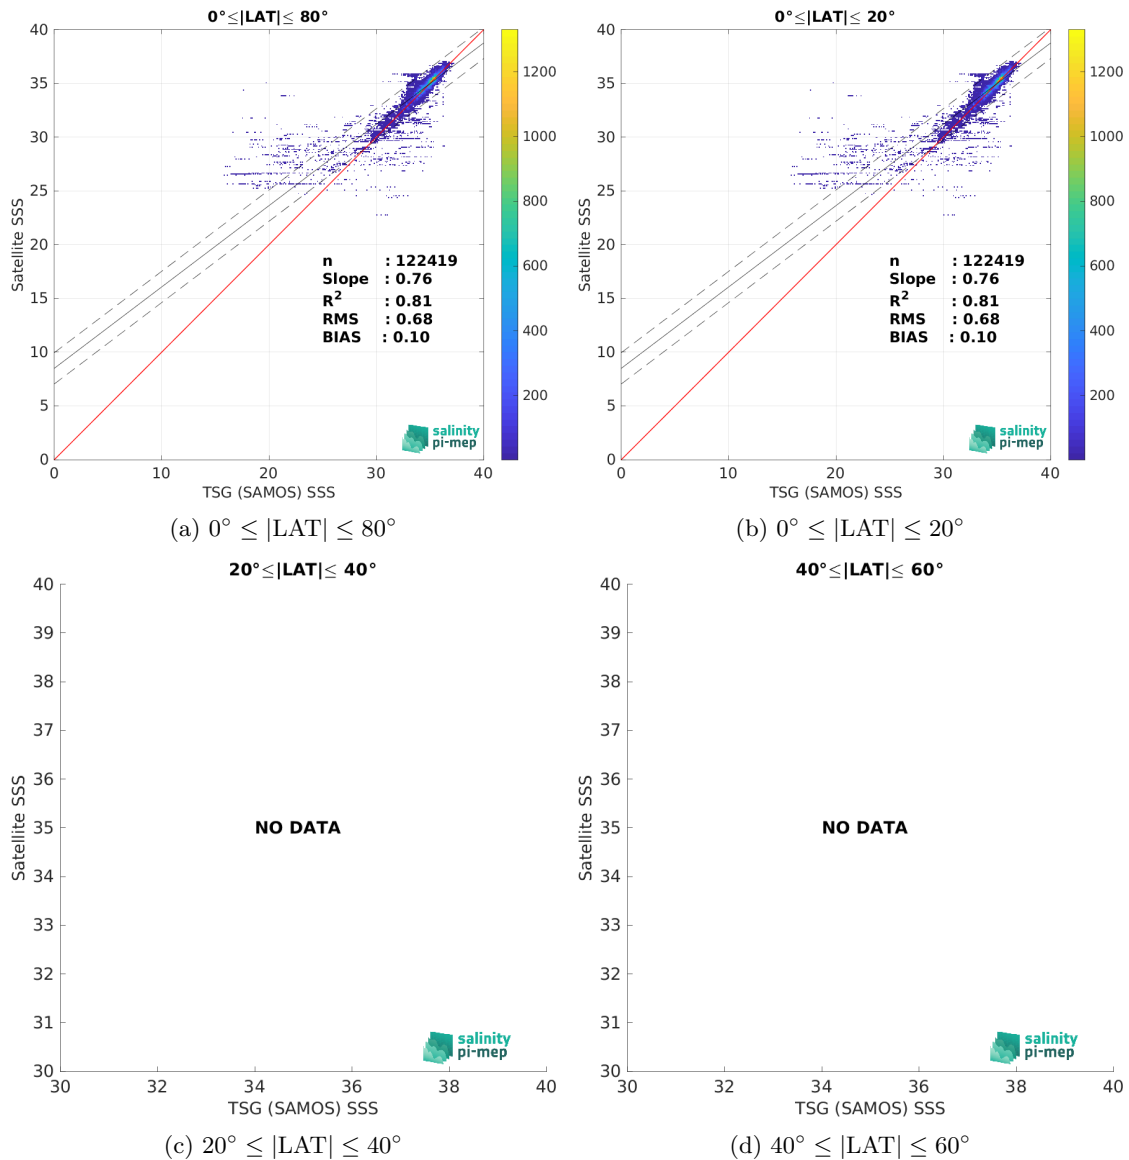 0°≤|LAT|≤ 80°
40
35
30
25
20
15
10
5
0
Satellite SSS
n : 122419
Slope : 0.76
R² : 0.81
RMS : 0.68
BIAS : 0.10
salinity
pi-mep
0 10 20 30 40
TSG (SAMOS) SSS
1200
1000
800
600
400
200
(a) 0° ≤ |LAT| ≤ 80°
0°≤|LAT|≤ 20°
40
35
30
25
20
15
10
5
0
Satellite SSS
n : 122419
Slope : 0.76
R² : 0.81
RMS : 0.68
BIAS : 0.10
salinity
pi-mep
0 10 20 30 40
TSG (SAMOS) SSS
1200
1000
800
600
400
200
(b) 0° ≤ |LAT| ≤ 20°
20°≤|LAT|≤ 40°
40
39
38
37
36
35
34
33
32
31
30
Satellite SSS
NO DATA
salinity
pi-mep
30 32 34 36 38 40
TSG (SAMOS) SSS
(c) 20° ≤ |LAT| ≤ 40°
40°≤|LAT|≤ 60°
40
39
38
37
36
35
34
33
32
31
30
Satellite SSS
NO DATA
salinity
pi-mep
30 32 34 36 38 40
TSG (SAMOS) SSS
(d) 40° ≤ |LAT| ≤ 60°